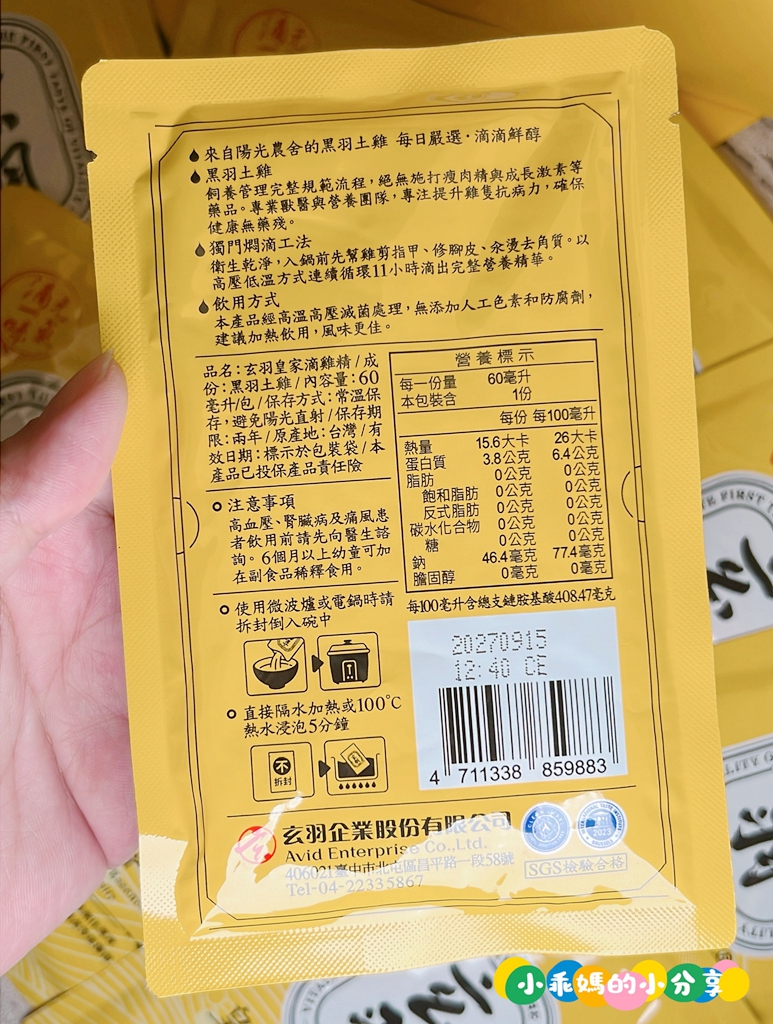 來自陽光農舍的黑羽土雞 每日嚴選·滴滴鮮醇
黑羽土雞
飼養管理完整規範流程，絕無施打瘦肉精與成長激素等
藥品。專業獸醫與營養團隊，專注提升雞隻抗病力，確保
健康無藥殘。
獨門燜滴工法
衛生乾淨，入鍋前先幫雞剪指甲、修腳皮、汆燙去角質。以
高壓低溫方式連續循環11小時滴出完整營養精華。
飲用方式
本產品經高溫高壓滅菌處理，無添加人工色素和防腐劑，
建議加熱飲用，風味更佳。
品名：玄羽皇家滴雞精/成
份：黑羽土雞/內容量：60
毫升/包/保存方式：常溫保
存，避免陽光直射/保存期
限：兩年/原產地：台灣/有
效日期：標示於包裝袋/本
產品已投保產品責任險
注意事項
高血壓、腎臟病及痛風患
者飲用前請先向醫生諮
詢。6個月以上幼童可加
在副食品稀釋食用。
使用微波爐或電鍋時請
拆封倒入碗中
直接隔水加熱或100°C
熱水浸泡5分鐘
不
拆封
營養標示
每一份量 60毫升
本包裝含 1份
每份 每100毫升
熱量 15.6大卡 26大卡
蛋白質 3.8公克 6.4公克
脂肪 0公克 0公克
飽和脂肪 0公克 0公克
反式脂肪 0公克 0公克
碳水化合物 0公克 0公克
糖 0公克 0公克
鈉 46.4毫克 77.4毫克
膽固醇 0毫克 0毫克
每100毫升含總支鏈胺基酸408.47毫克
20270915
12:40 CE
4 711338 859883
玄羽企業股份有限公司
Avid Enterprise Co.,Ltd.
406021臺中市北屯區昌平路一段58號
Tel-04-22335867
2023
SGS檢驗合格
小乖媽的小分享